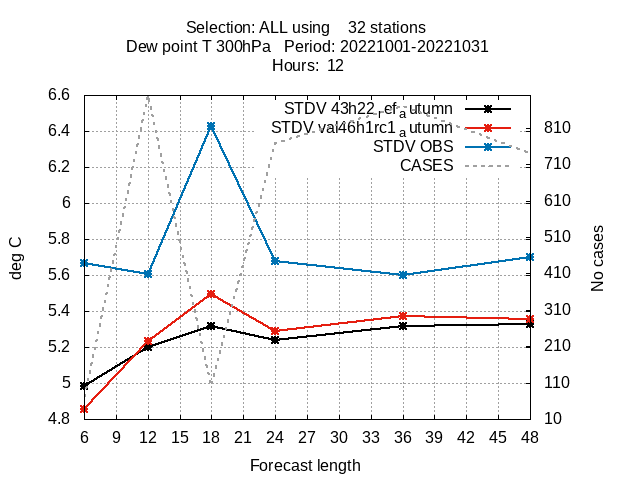 Selection: ALL using 32 stations
Dew point T 300hPa Period: 20221001-20221031
Hours: 12
STDV 43h22_ref_autumn
STDV val46h1rc1_autumn
STDV OBS
CASES
6.6
6.4
6.2
6
5.8
5.6
5.4
5.2
5
4.8
deg C
810
710
610
510
410
310
210
110
10
No cases
6 9 12 15 18 21 24 27 30 33 36 39 42 45 48
Forecast length